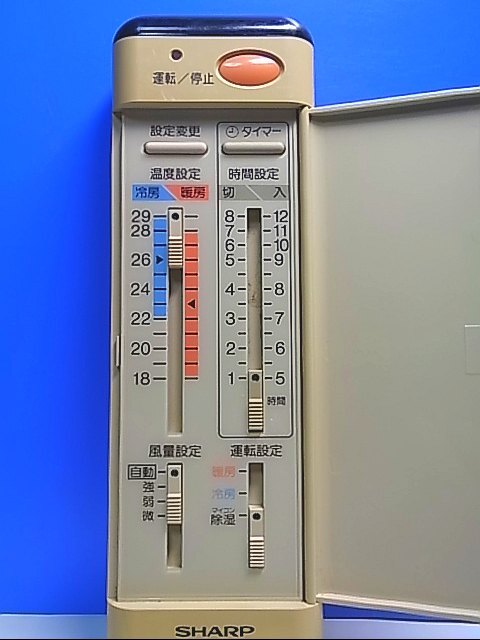 運転／停止
設定変更
タイマー
温度設定
時間設定
冷房 暖房
切 入
29 8 12
28 7 11
6 10
26 5 9
24 4 8
22 3 7
20 2 6
18 1 5
時間
風量設定
運転設定
自動
強
弱
微
暖房
冷房
マイコン
除湿
SHARP